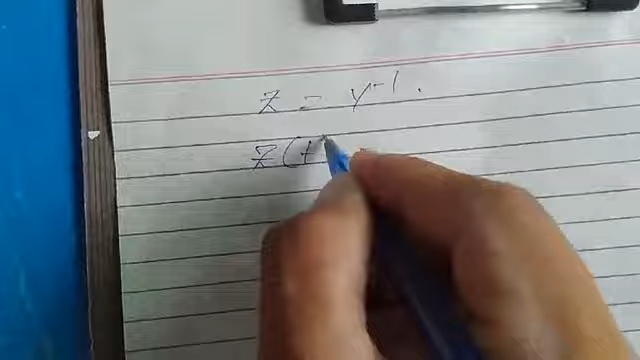 z = y⁻¹.
z(t